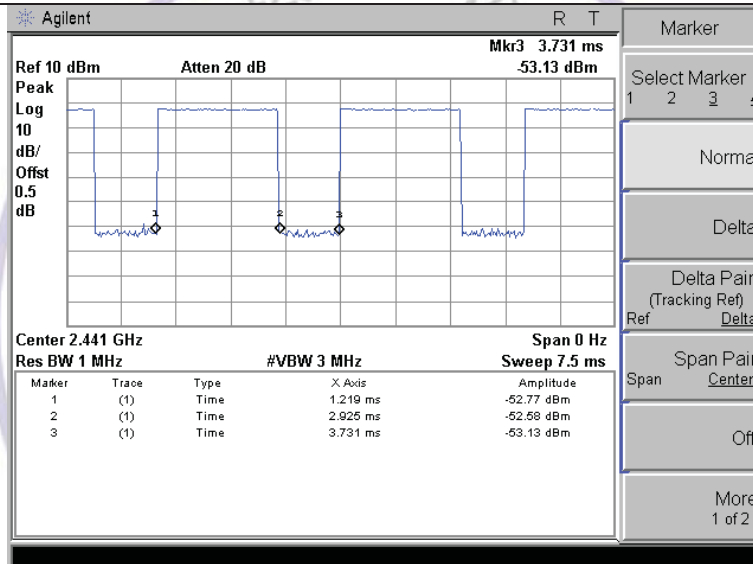 Agilent R T
Mkr3 3.731 ms
Ref 10 dBm Atten 20 dB -53.13 dBm
Peak
Log
10
dB/
Offst
0.5
dB
1 2 3
Center 2.441 GHz Span 0 Hz
Res BW 1 MHz #VBW 3 MHz Sweep 7.5 ms
Marker Trace Type X Axis Amplitude
1 (1) Time 1.219 ms -52.77 dBm
2 (1) Time 2.925 ms -52.58 dBm
3 (1) Time 3.731 ms -53.13 dBm
Marker
Select Marker
1 2 3
Norma
Delta
Delta Pair
(Tracking Ref)
Ref Delta
Span Pair
Span Center
Off
More
1 of 2